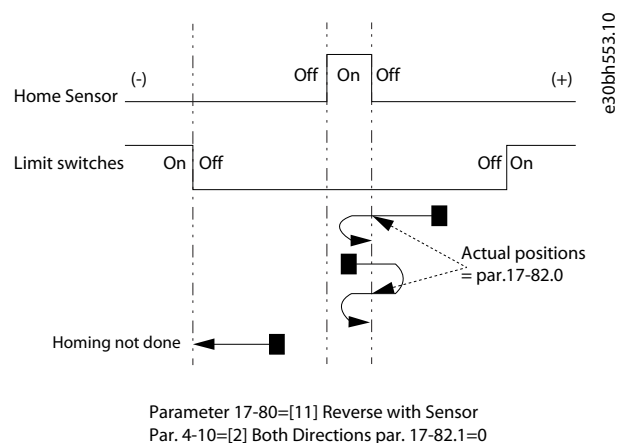 e30bh553.10
(-) Off On Off (+)
Home Sensor
Limit switches On Off Off On
Actual positions
= par.17-82.0
Homing not done
Parameter 17-80=[11] Reverse with Sensor
Par. 4-10=[2] Both Directions par. 17-82.1=0